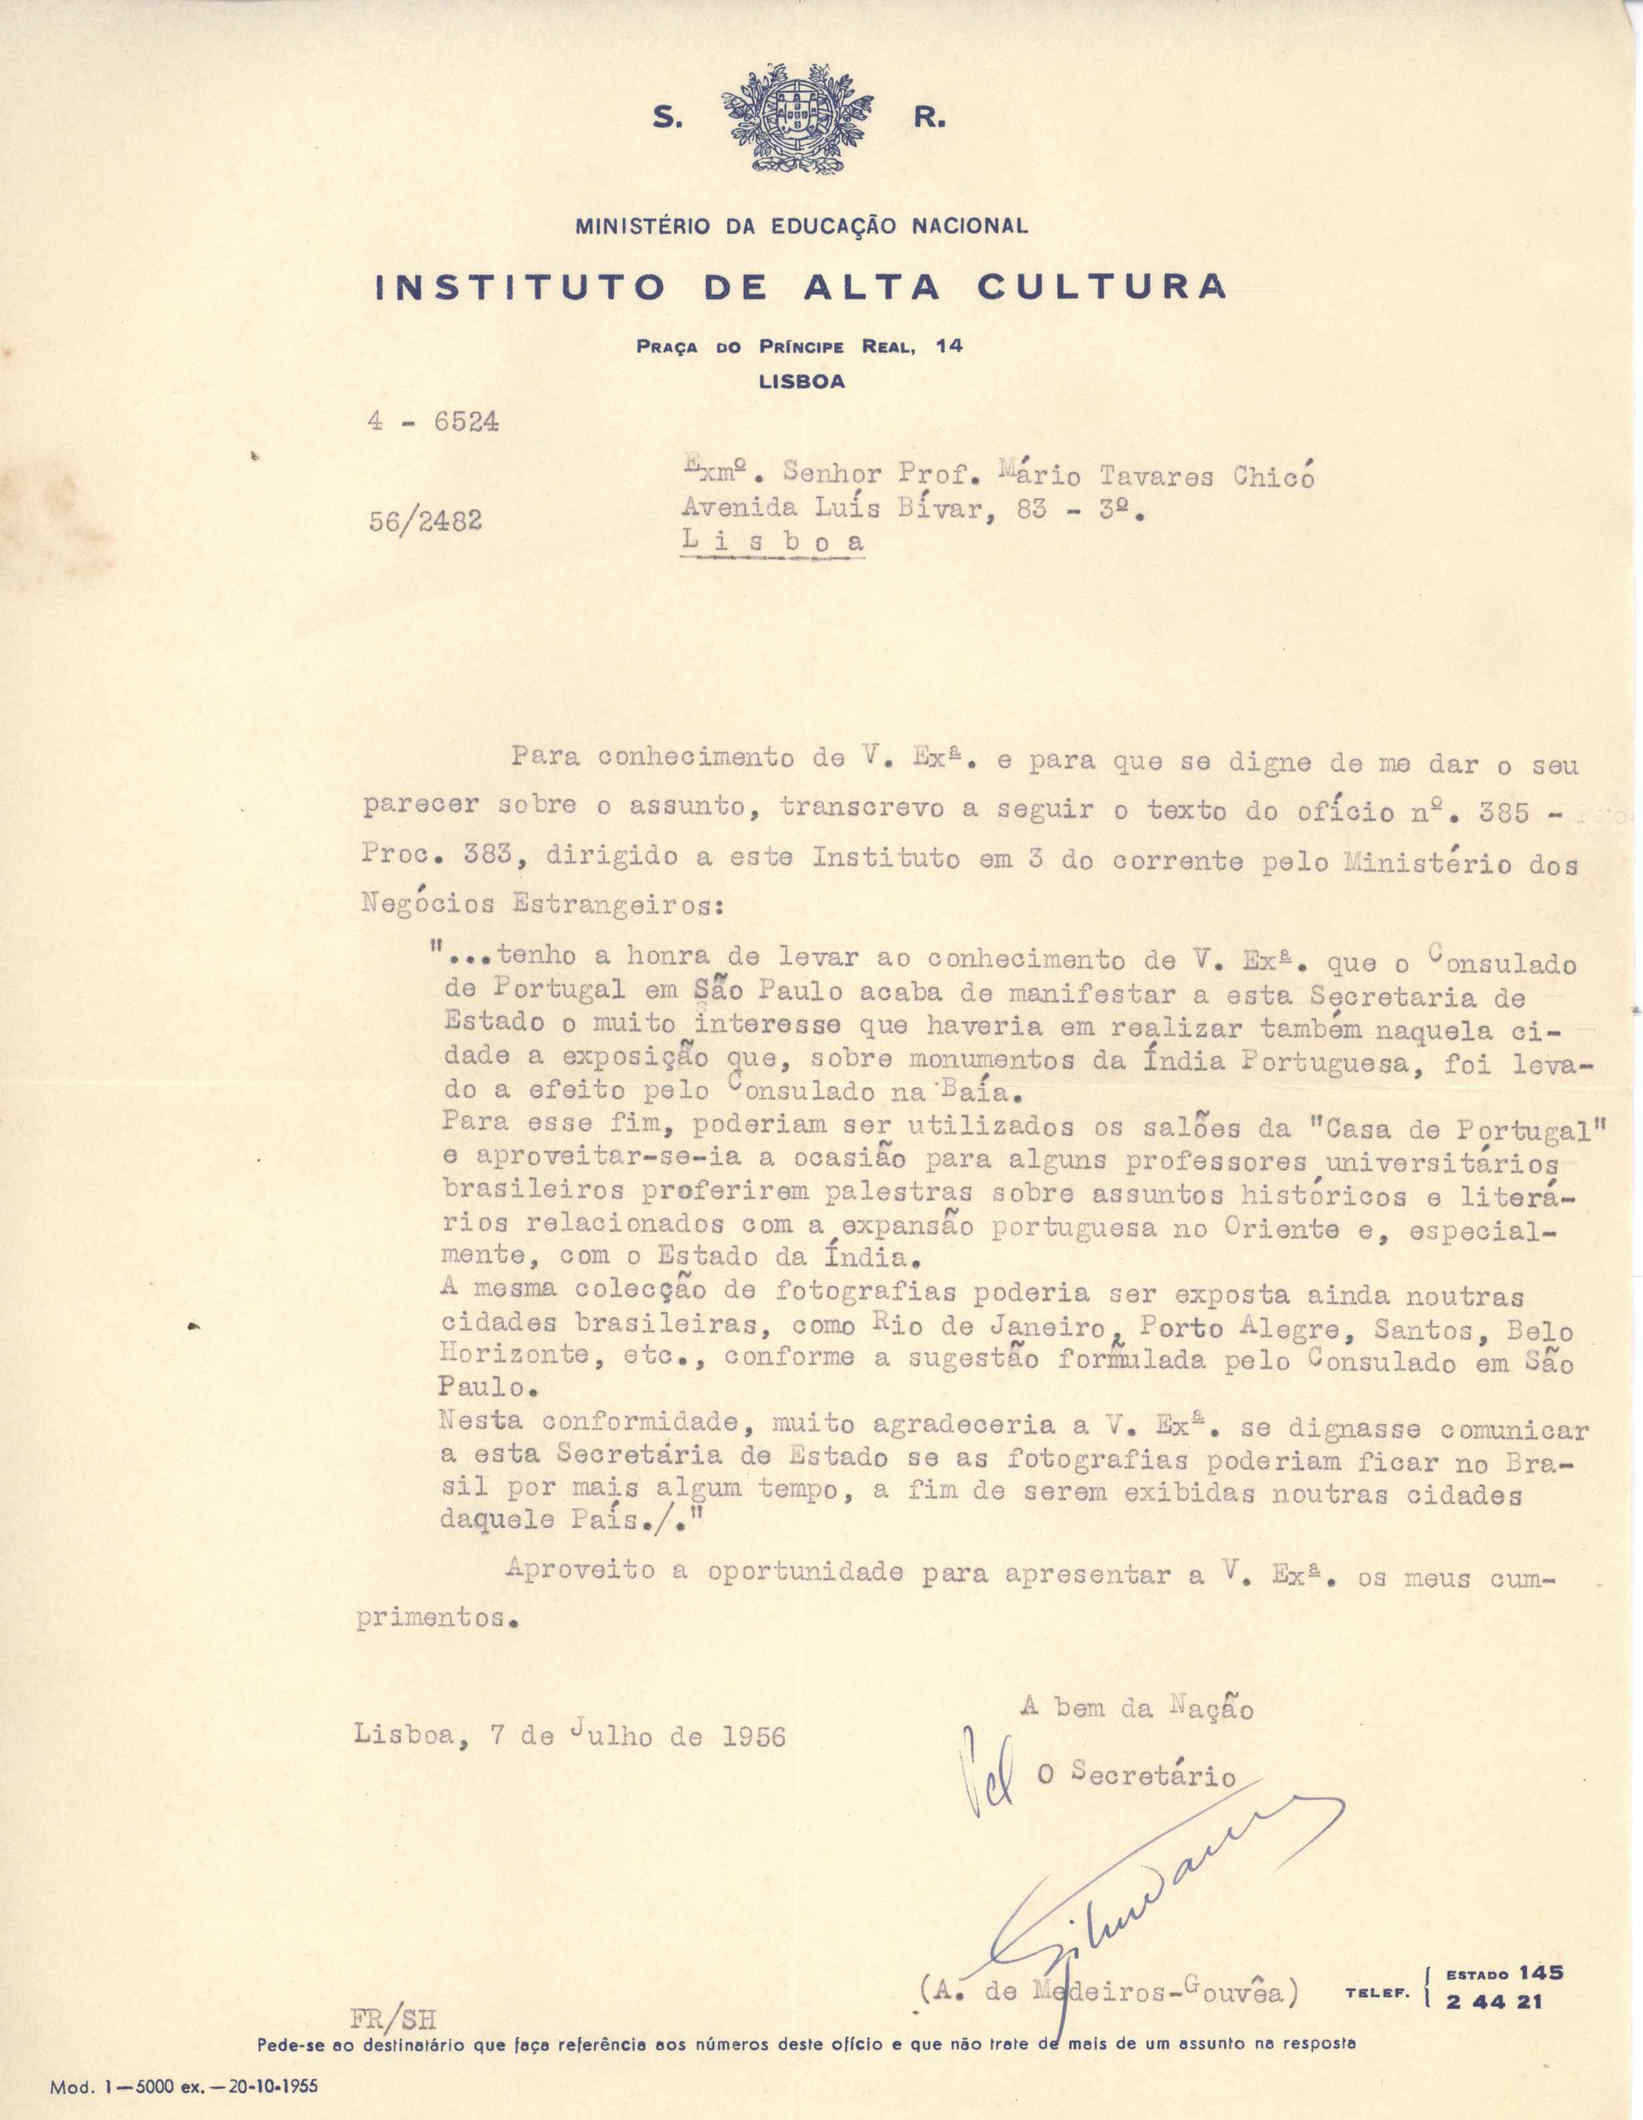 S. R.
MINISTÉRIO DA EDUCAÇÃO NACIONAL
INSTITUTO DE ALTA CULTURA
PRAÇA DO PRÍNCIPE REAL, 14
LISBOA
4 - 6524
Exmº. Senhor Prof. Mário Tavares Chicó
Avenida Luís Bívar, 83 - 3º.
56/2482
L i s b o a
Para conhecimento de V. Exª. e para que se digne de me dar o seu
parecer sobre o assunto, transcrevo a seguir o texto do ofício nº. 385 -
Proc. 383, dirigido a este Instituto em 3 do corrente pelo Ministério dos
Negócios Estrangeiros:
"...tenho a honra de levar ao conhecimento de V. Exª. que o Consulado
de Portugal em São Paulo acaba de manifestar a esta Secretaria de
Estado o muito interesse que haveria em realizar também naquela ci-
dade a exposição que, sobre monumentos da Índia Portuguesa, foi leva-
do a efeito pelo Consulado na Baía.
Para esse fim, poderiam ser utilizados os salões da "Casa de Portugal"
e aproveitar-se-ia a ocasião para alguns professores universitários
brasileiros proferirem palestras sobre assuntos históricos e literá-
rios relacionados com a expansão portuguesa no Oriente e, especial-
mente, com o Estado da Índia.
A mesma colecção de fotografias poderia ser exposta ainda noutras
cidades brasileiras, como Rio de Janeiro, Porto Alegre, Santos, Belo
Horizonte, etc., conforme a sugestão formulada pelo Consulado em São
Paulo.
Nesta conformidade, muito agradeceria a V. Exª. se dignasse comunicar
a esta Secretária de Estado se as fotografias poderiam ficar no Bra-
sil por mais algum tempo, a fim de serem exibidas noutras cidades
daquele País./."
Aproveito a oportunidade para apresentar a V. Exª. os meus cum-
primentos.
A bem da Nação
Lisboa, 7 de Julho de 1956
Pel O Secretário
(A. de Medeiros-Gouvêa)
TELEF. ESTADO 145
2 44 21
FR/SH
Pede-se ao destinatário que faça referência aos números deste ofício e que não trate de mais de um assunto na resposta
Mod. 1—5000 ex.—20-10-1955